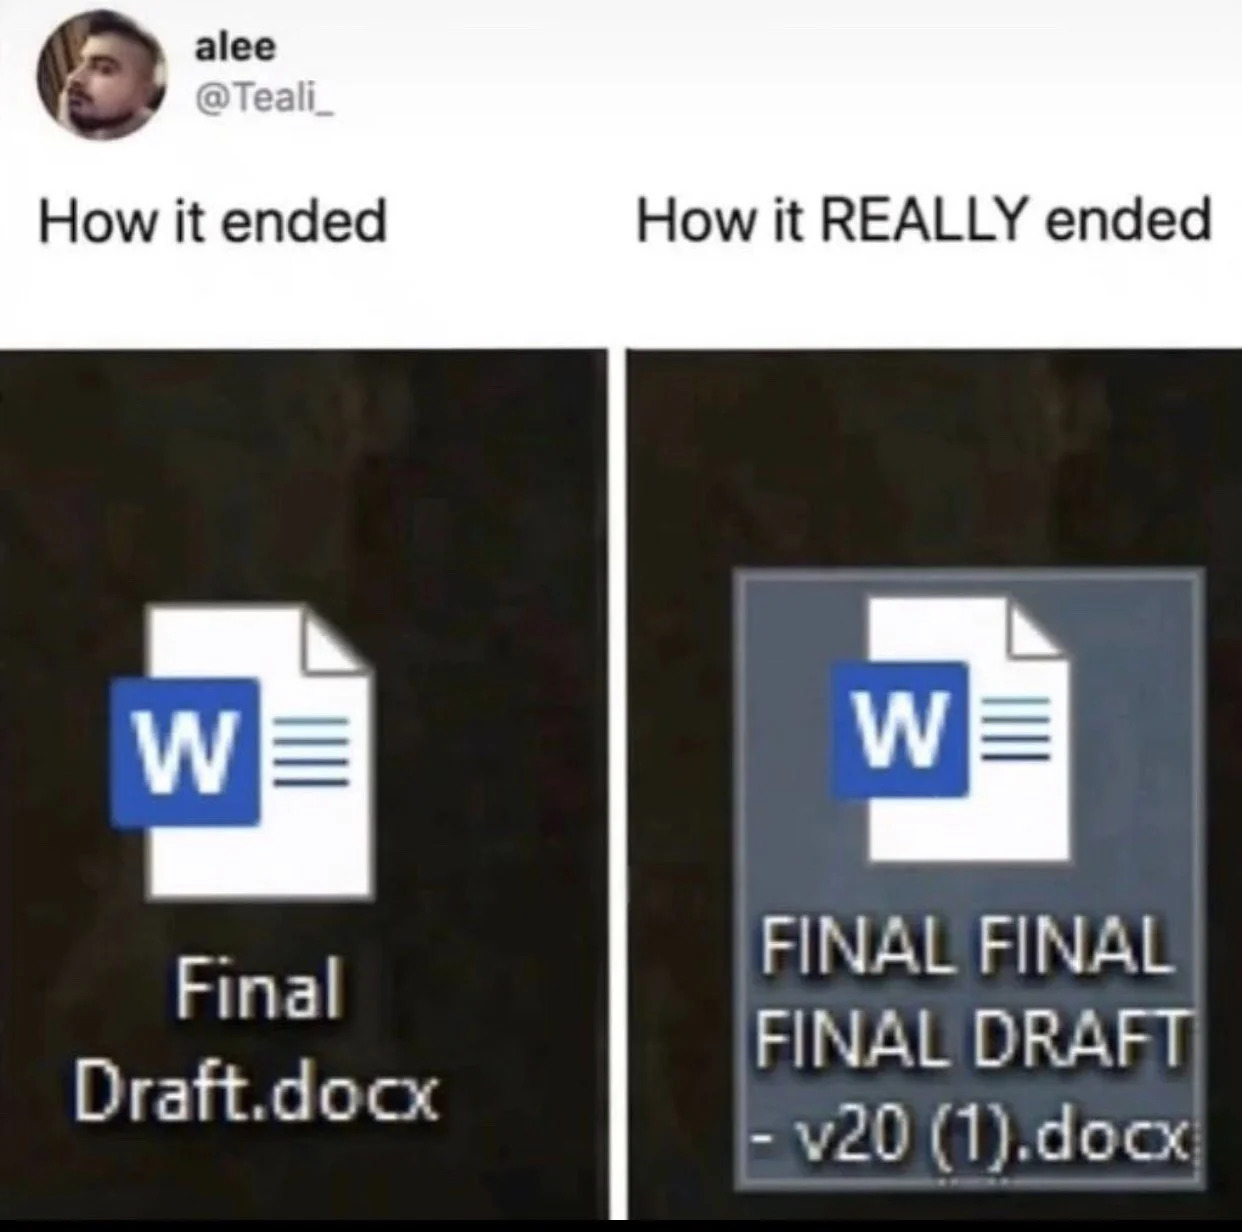 alee
@Teali_
How it ended
How it REALLY ended
W
Final
Draft.docx
W
FINAL FINAL
FINAL DRAFT
- v20 (1).docx